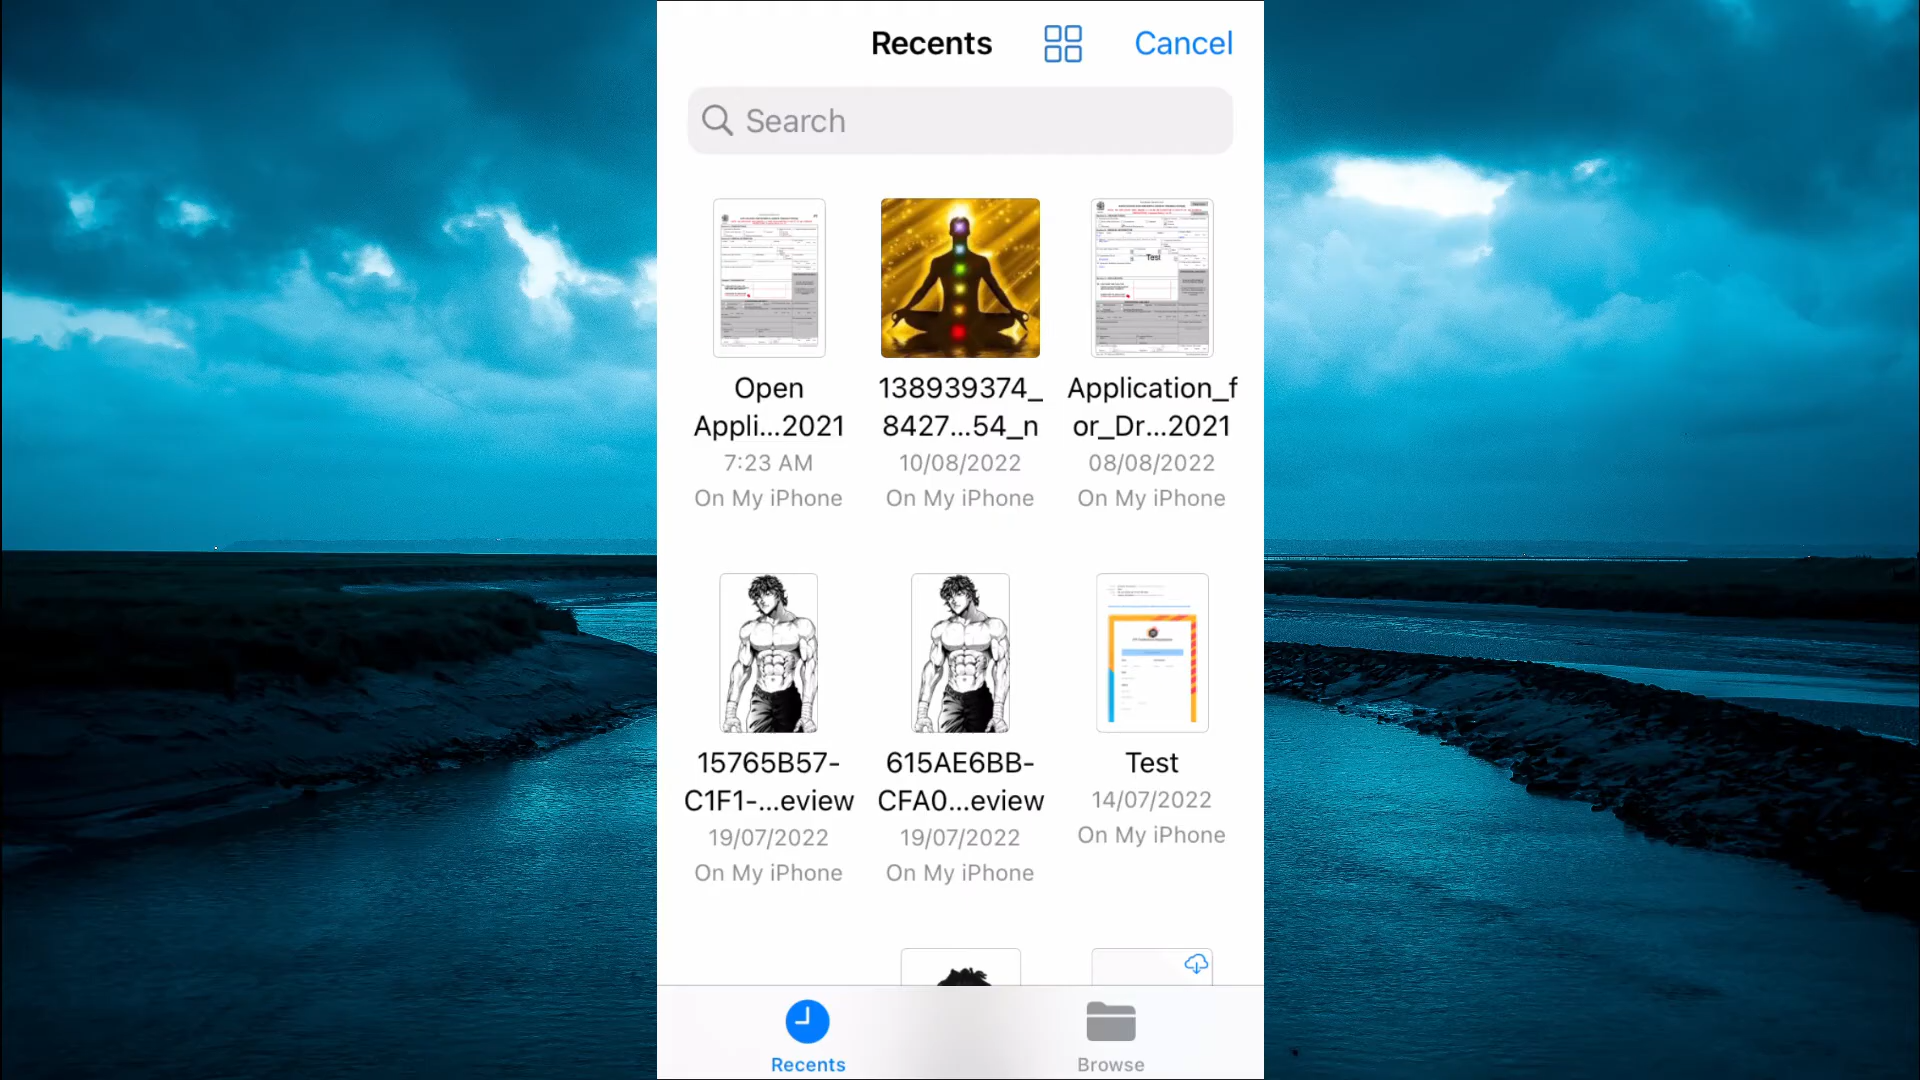 Recents
Cancel
Search
Open
Appli...2021
7:23 AM
On My iPhone
138939374_
8427...54_n
10/08/2022
On My iPhone
Test
Application_f
or_Dr...2021
08/08/2022
On My iPhone
15765B57-
C1F1-...eview
19/07/2022
On My iPhone
615AE6BB-
CFA0...eview
19/07/2022
On My iPhone
Test
14/07/2022
On My iPhone
Recents
Browse